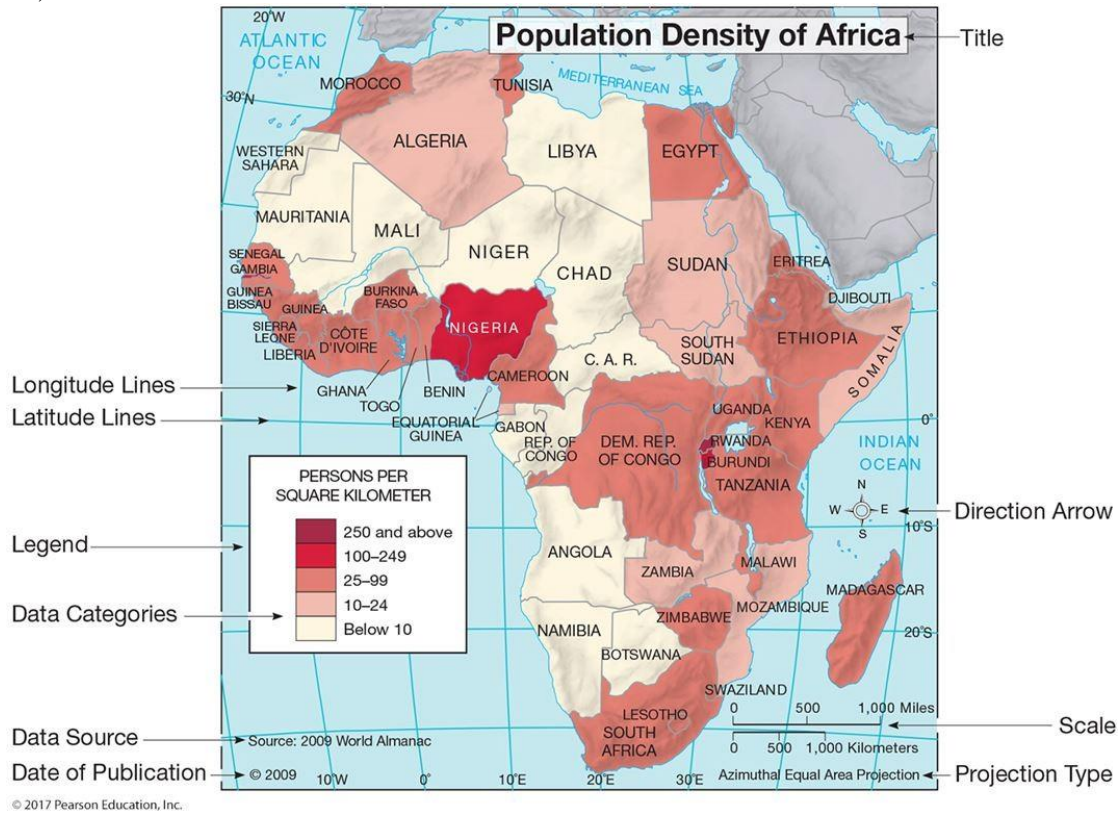 Population Density of Africa
Title
20°W
ATLANTIC
OCEAN
MEDITERRANEAN SEA
30°N
MOROCCO
TUNISIA
ALGERIA
LIBYA
EGYPT
WESTERN
SAHARA
MAURITANIA
MALI
NIGER
CHAD
SUDAN
ERITREA
SENEGAL
GAMBIA
GUINEA
BISSAU
GUINEA
BURKINA
FASO
DJIBOUTI
SIERRA
LEONE
LIBERIA
CÔTE
D'IVOIRE
NIGERIA
SOUTH
SUDAN
ETHIOPIA
SOMALIA
C. A. R.
GHANA
TOGO
BENIN
CAMEROON
Longitude Lines
Latitude Lines
EQUATORIAL
GUINEA
GABON
REP. OF
CONGO
DEM. REP.
OF CONGO
UGANDA
KENYA
RWANDA
BURUNDI
TANZANIA
0°
INDIAN
OCEAN
N
W
E
S
Direction Arrow
10°S
PERSONS PER
SQUARE KILOMETER
250 and above
100–249
25–99
10–24
Below 10
Legend
Data Categories
ANGOLA
ZAMBIA
MALAWI
MOZAMBIQUE
MADAGASCAR
ZIMBABWE
NAMIBIA
BOTSWANA
20°S
SWAZILAND
LESOTHO
SOUTH
AFRICA
0 500 1,000 Miles
0 500 1,000 Kilometers
Scale
Data Source
Source: 2009 World Almanac
Date of Publication
© 2009
10°W
0°
10°E
20°E
30°E
Azimuthal Equal Area Projection
Projection Type
© 2017 Pearson Education, Inc.